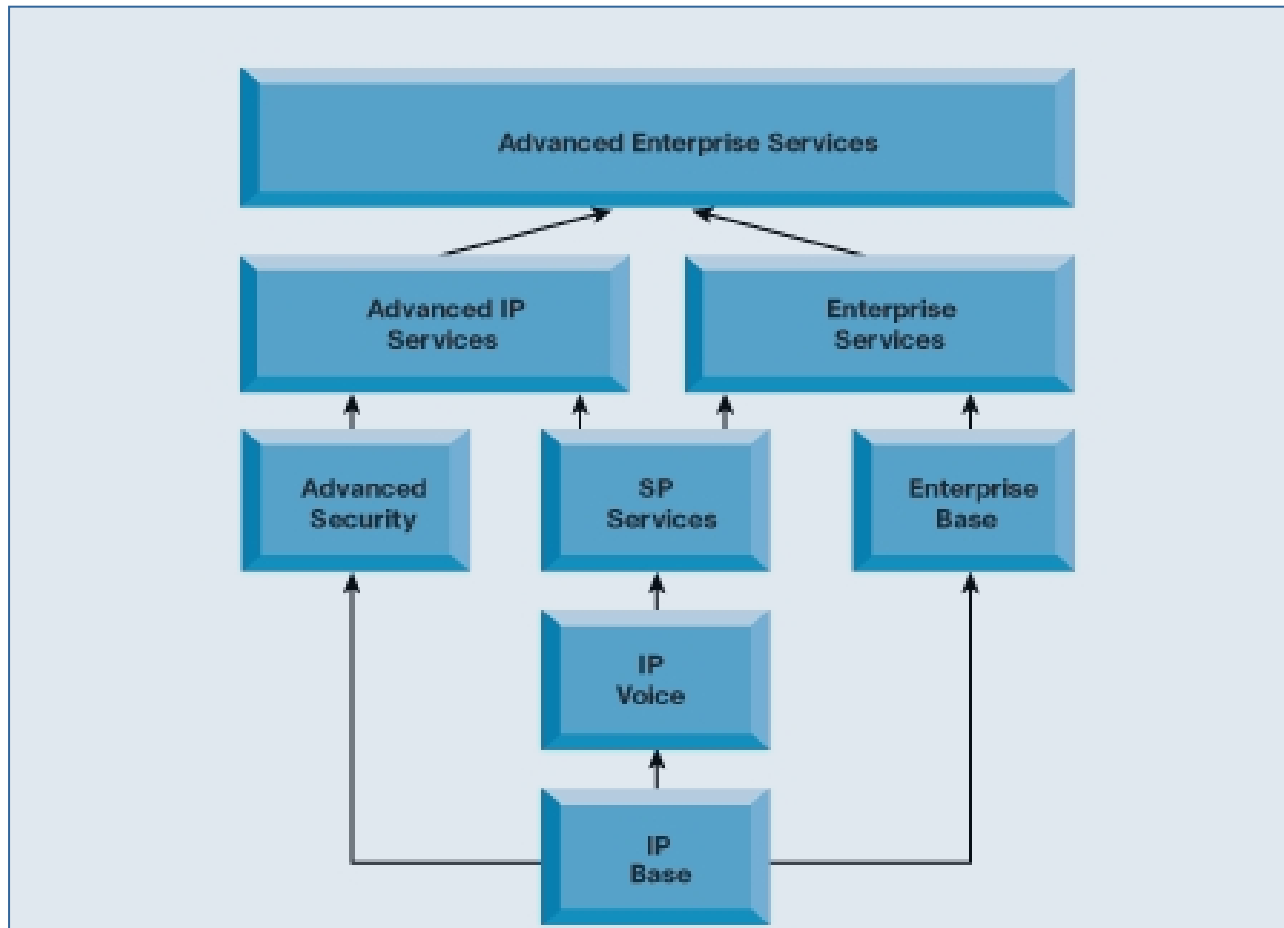 Advanced Enterprise Services
Advanced IP
Services
Enterprise
Services
Advanced
Security
SP
Services
Enterprise
Base
IP
Voice
IP
Base